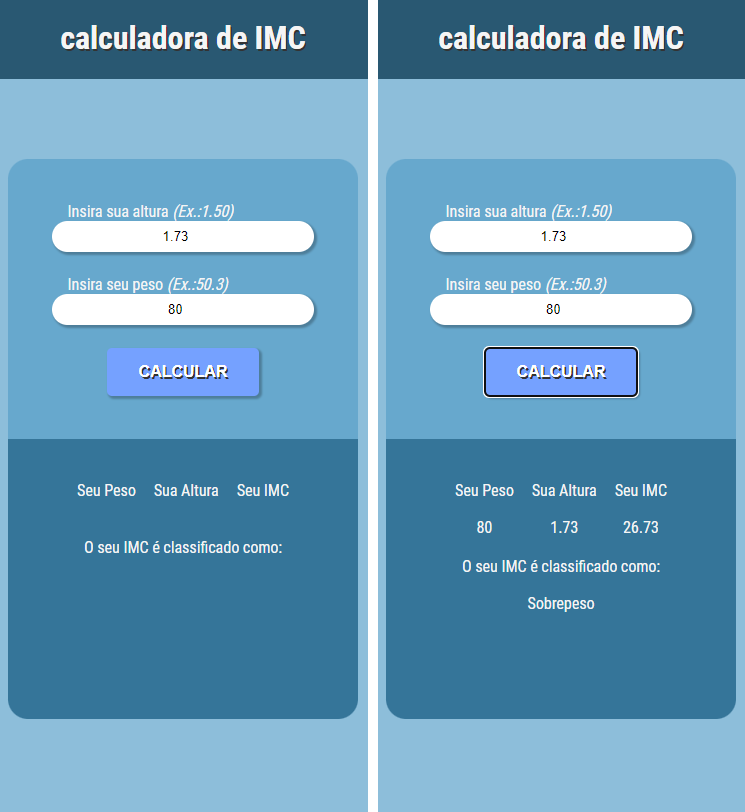 calculadora de IMC
Insira sua altura (Ex.:1.50)
1.73
Insira seu peso (Ex.:50.3)
80
CALCULAR
Seu Peso Sua Altura Seu IMC
O seu IMC é classificado como:
calculadora de IMC
Insira sua altura (Ex.:1.50)
1.73
Insira seu peso (Ex.:50.3)
80
CALCULAR
Seu Peso Sua Altura Seu IMC
80 1.73 26.73
O seu IMC é classificado como:
Sobrepeso